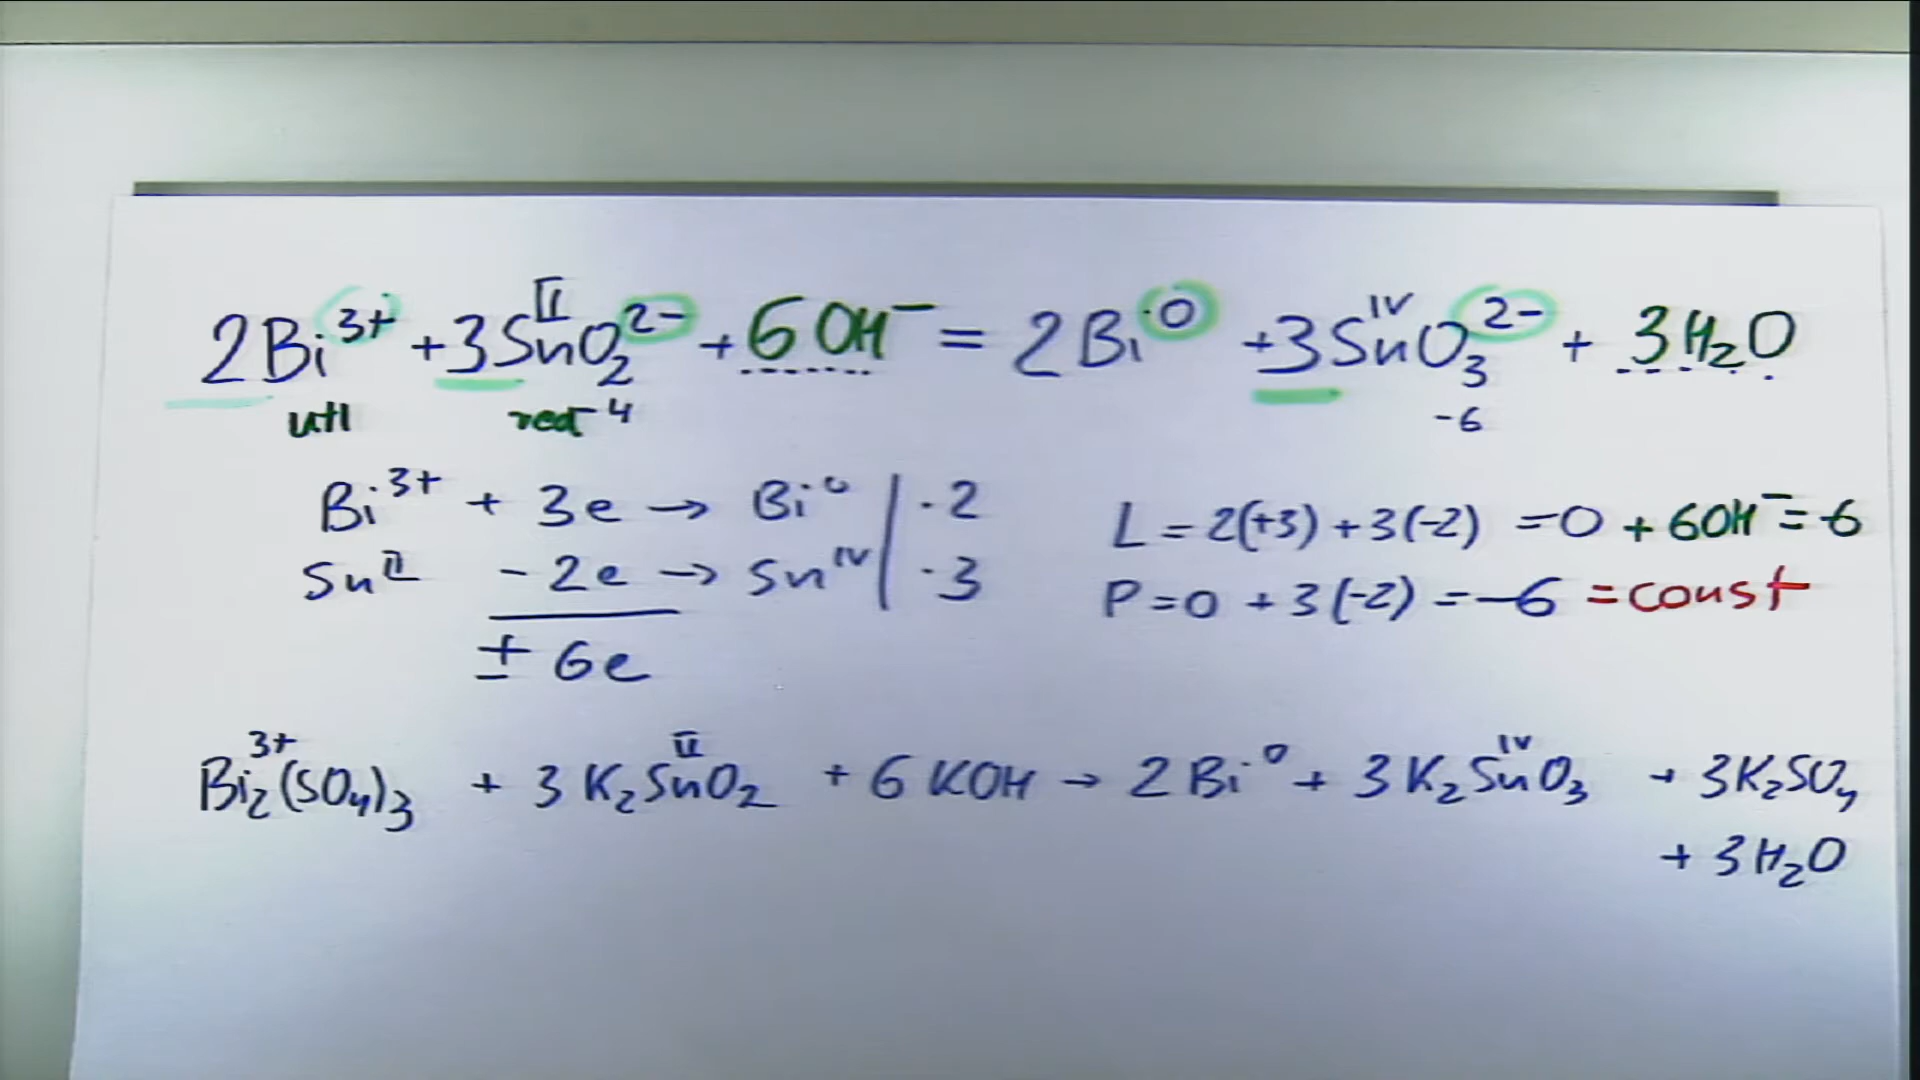 2Bi³⁺ + 3SnᴵᴵO₂²⁻ + 6OH⁻ = 2Bi⁰ + 3SnᴵⱽO₃²⁻ + 3H₂O
utl red -4 -6
Bi³⁺ + 3e → Bi⁰ | · 2
L = 2(+3) + 3(-2) = 0 + 6OH⁻ = -6
Snᴵᴵ - 2e → Snᴵⱽ | · 3
P = 0 + 3(-2) = -6 = const
± 6e
Bi₂³⁺(SO₄)₃ + 3K₂SnᴵᴵO₂ + 6KOH → 2Bi⁰ + 3K₂SnᴵⱽO₃ + 3K₂SO₄
+ 3H₂O